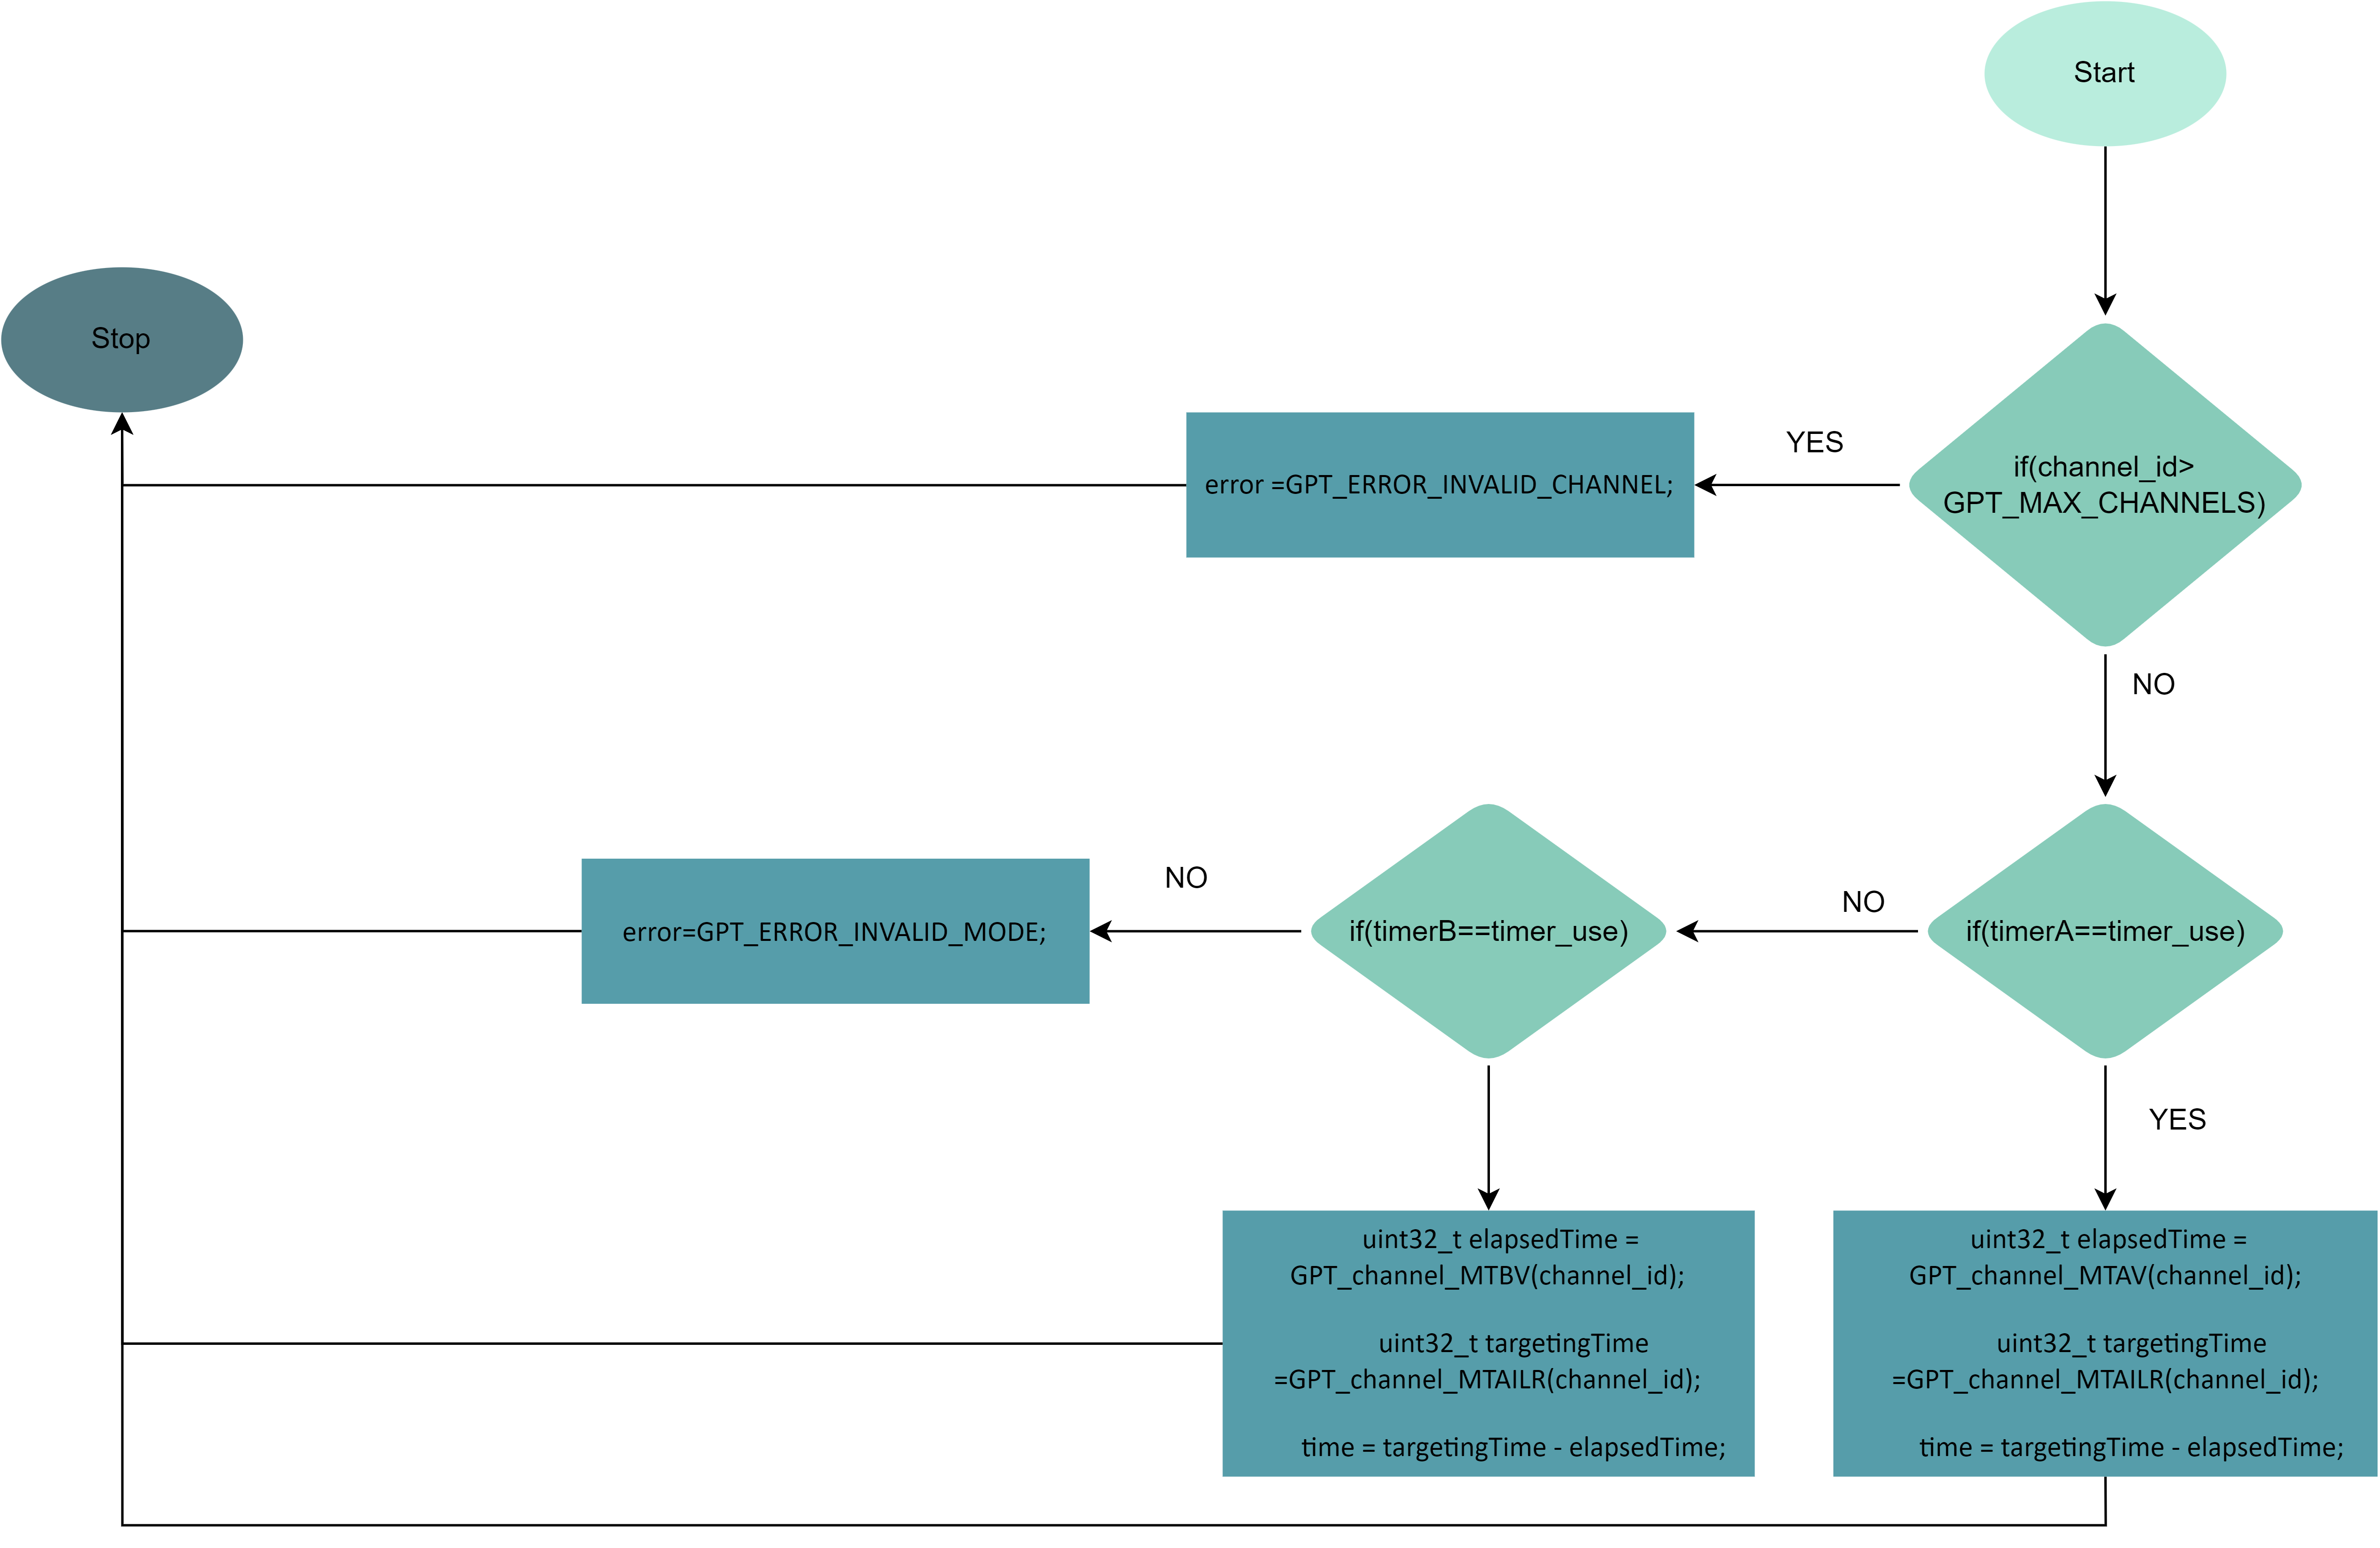 Start
Stop
if(channel_id>
GPT_MAX_CHANNELS)
YES
error =GPT_ERROR_INVALID_CHANNEL;
NO
if(timerA==timer_use)
NO
if(timerB==timer_use)
NO
error=GPT_ERROR_INVALID_MODE;
YES
uint32_t elapsedTime =
GPT_channel_MTBV(channel_id);
uint32_t targetingTime
=GPT_channel_MTAILR(channel_id);
time = targetingTime - elapsedTime;
uint32_t elapsedTime =
GPT_channel_MTAV(channel_id);
uint32_t targetingTime
=GPT_channel_MTAILR(channel_id);
time = targetingTime - elapsedTime;